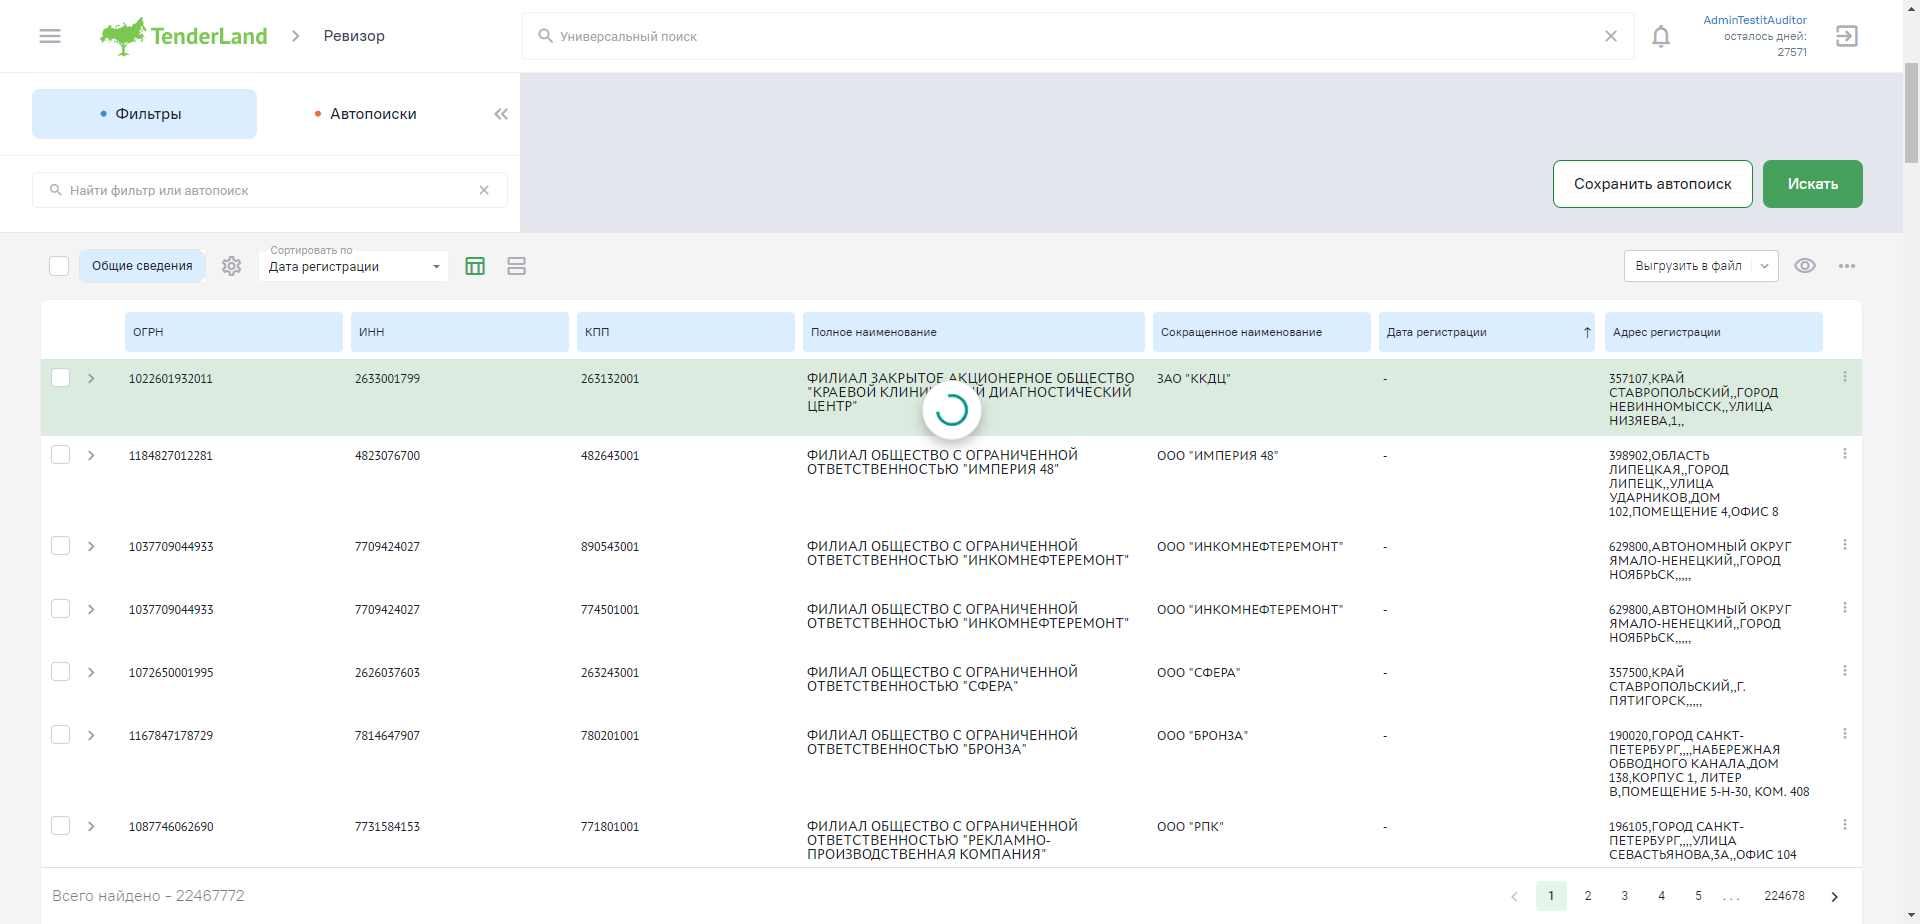 TenderLand
Ревизор
Универсальный поиск
AdminTestitAuditor
осталось дней:
27571
Фильтры
Автопоиски
Найти фильтр или автопоиск
Сохранить автопоиск
Искать
Общие сведения
Сортировать по
Дата регистрации
Выгрузить в файл
ОГРН ИНН КПП Полное наименование Сокращенное наименование Дата регистрации Адрес регистрации
1022601932011 2633001799 263132001 ФИЛИАЛ ЗАКРЫТОЕ АКЦИОНЕРНОЕ ОБЩЕСТВО ЗАО "ККДЦ" - 357107,КРАЙ
"КРАЕВОЙ ДИАГНОСТИЧЕСКИЙ СТАВРОПОЛЬСКИЙ,,ГОРОД
ЦЕНТР" НЕВИННОМЫССК,,УЛИЦА
НИЗЯЕВА,1,,
1184827012281 4823076700 482643001 ФИЛИАЛ ОБЩЕСТВО С ОГРАНИЧЕННОЙ ООО "ИМПЕРИЯ 48" - 398902,ОБЛАСТЬ
ОТВЕТСТВЕННОСТЬЮ "ИМПЕРИЯ 48" ЛИПЕЦКАЯ,,ГОРОД
ЛИПЕЦК,,УЛИЦА
УДАРНИКОВ,ДОМ
102,ПОМЕЩЕНИЕ 4,ОФИС 8
1037709044933 7709424027 890543001 ФИЛИАЛ ОБЩЕСТВО С ОГРАНИЧЕННОЙ ООО "ИНКОМНЕФТЕРЕМОНТ" - 629800,АВТОНОМНЫЙ ОКРУГ
ОТВЕТСТВЕННОСТЬЮ "ИНКОМНЕФТЕРЕМОНТ" ЯМАЛО-НЕНЕЦКИЙ,,ГОРОД
НОЯБРЬСК,,,,,
1037709044933 7709424027 774501001 ФИЛИАЛ ОБЩЕСТВО С ОГРАНИЧЕННОЙ ООО "ИНКОМНЕФТЕРЕМОНТ" - 629800,АВТОНОМНЫЙ ОКРУГ
ОТВЕТСТВЕННОСТЬЮ "ИНКОМНЕФТЕРЕМОНТ" ЯМАЛО-НЕНЕЦКИЙ,,ГОРОД
НОЯБРЬСК,,,,,
1072650001995 2626037603 263243001 ФИЛИАЛ ОБЩЕСТВО С ОГРАНИЧЕННОЙ ООО "СФЕРА" - 357500,КРАЙ
ОТВЕТСТВЕННОСТЬЮ "СФЕРА" СТАВРОПОЛЬСКИЙ,,Г.
ПЯТИГОРСК,,,,,
1167847178729 7814647907 780201001 ФИЛИАЛ ОБЩЕСТВО С ОГРАНИЧЕННОЙ ООО "БРОНЗА" - 190020,ГОРОД САНКТ-
ОТВЕТСТВЕННОСТЬЮ "БРОНЗА" ПЕТЕРБУРГ,,,,НАБЕРЕЖНАЯ
ОБВОДНОГО КАНАЛА,ДОМ
138,КОРПУС 1, ЛИТЕР
В,ПОМЕЩЕНИЕ 5-Н-30, КОМ. 408
1087746062690 7731584153 771801001 ФИЛИАЛ ОБЩЕСТВО С ОГРАНИЧЕННОЙ ООО "РПК" - 196105,ГОРОД САНКТ-
ОТВЕТСТВЕННОСТЬЮ "РЕКЛАМНО- ПЕТЕРБУРГ,,,,УЛИЦА
ПРОИЗВОДСТВЕННАЯ КОМПАНИЯ" СЕВАСТЬЯНОВА,3А,,ОФИС 104
Всего найдено - 22467772
1 2 3 4 5 ... 224678